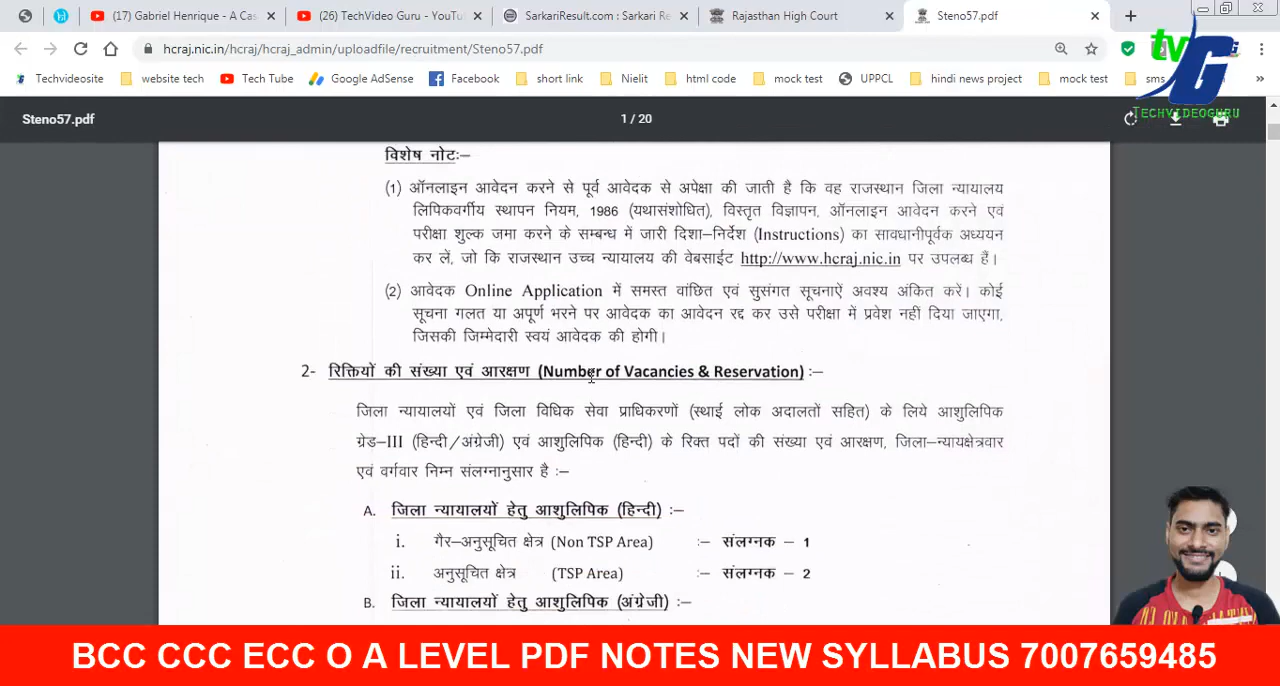 (17) Gabriel Henrique - A Cas
(26) TechVideo Guru - YouTu
SarkariResult.com : Sarkari Re
Rajasthan High Court
Steno57.pdf
hcraj.nic.in/hcraj/hcraj_admin/uploadfile/recruitment/Steno57.pdf
Techvideosite
website tech
Tech Tube
Google AdSense
Facebook
short link
Nielit
html code
mock test
UPPCL
hindi news project
mock test
sms
tv G
TECHVIDEOGURU
Steno57.pdf
1 / 20
विशेष नोटः–
(1) ऑनलाइन आवेदन करने से पूर्व आवेदक से अपेक्षा की जाती है कि वह राजस्थान जिला न्यायालय
लिपिकवर्गीय स्थापन नियम, 1986 (यथासंशोधित), विस्तृत विज्ञापन, ऑनलाइन आवेदन करने एवं
परीक्षा शुल्क जमा करने के सम्बन्ध में जारी दिशा–निर्देश (Instructions) का सावधानीपूर्वक अध्ययन
कर लें, जो कि राजस्थान उच्च न्यायालय की वेबसाईट http://www.hcraj.nic.in पर उपलब्ध हैं।
(2) आवेदक Online Application में समस्त वांछित एवं सुसंगत सूचनाऐं अवश्य अंकित करें। कोई
सूचना गलत या अपूर्ण भरने पर आवेदक का आवेदन रद्द कर उसे परीक्षा में प्रवेश नहीं दिया जाएगा,
जिसकी जिम्मेदारी स्वयं आवेदक की होगी।
2- रिक्तियों की संख्या एवं आरक्षण (Number of Vacancies & Reservation) :–
जिला न्यायालयों एवं जिला विधिक सेवा प्राधिकरणों (स्थाई लोक अदालतों सहित) के लिये आशुलिपिक
ग्रेड–III (हिन्दी/अंग्रेजी) एवं आशुलिपिक (हिन्दी) के रिक्त पदों की संख्या एवं आरक्षण, जिला–न्यायक्षेत्रवार
एवं वर्गवार निम्न संलग्नानुसार है :–
A. जिला न्यायालयों हेतु आशुलिपिक (हिन्दी) :–
i. गैर–अनुसूचित क्षेत्र (Non TSP Area) :– संलग्नक – 1
ii. अनुसूचित क्षेत्र (TSP Area) :– संलग्नक – 2
B. जिला न्यायालयों हेतु आशुलिपिक (अंग्रेजी) :–
BCC CCC ECC O A LEVEL PDF NOTES NEW SYLLABUS 7007659485